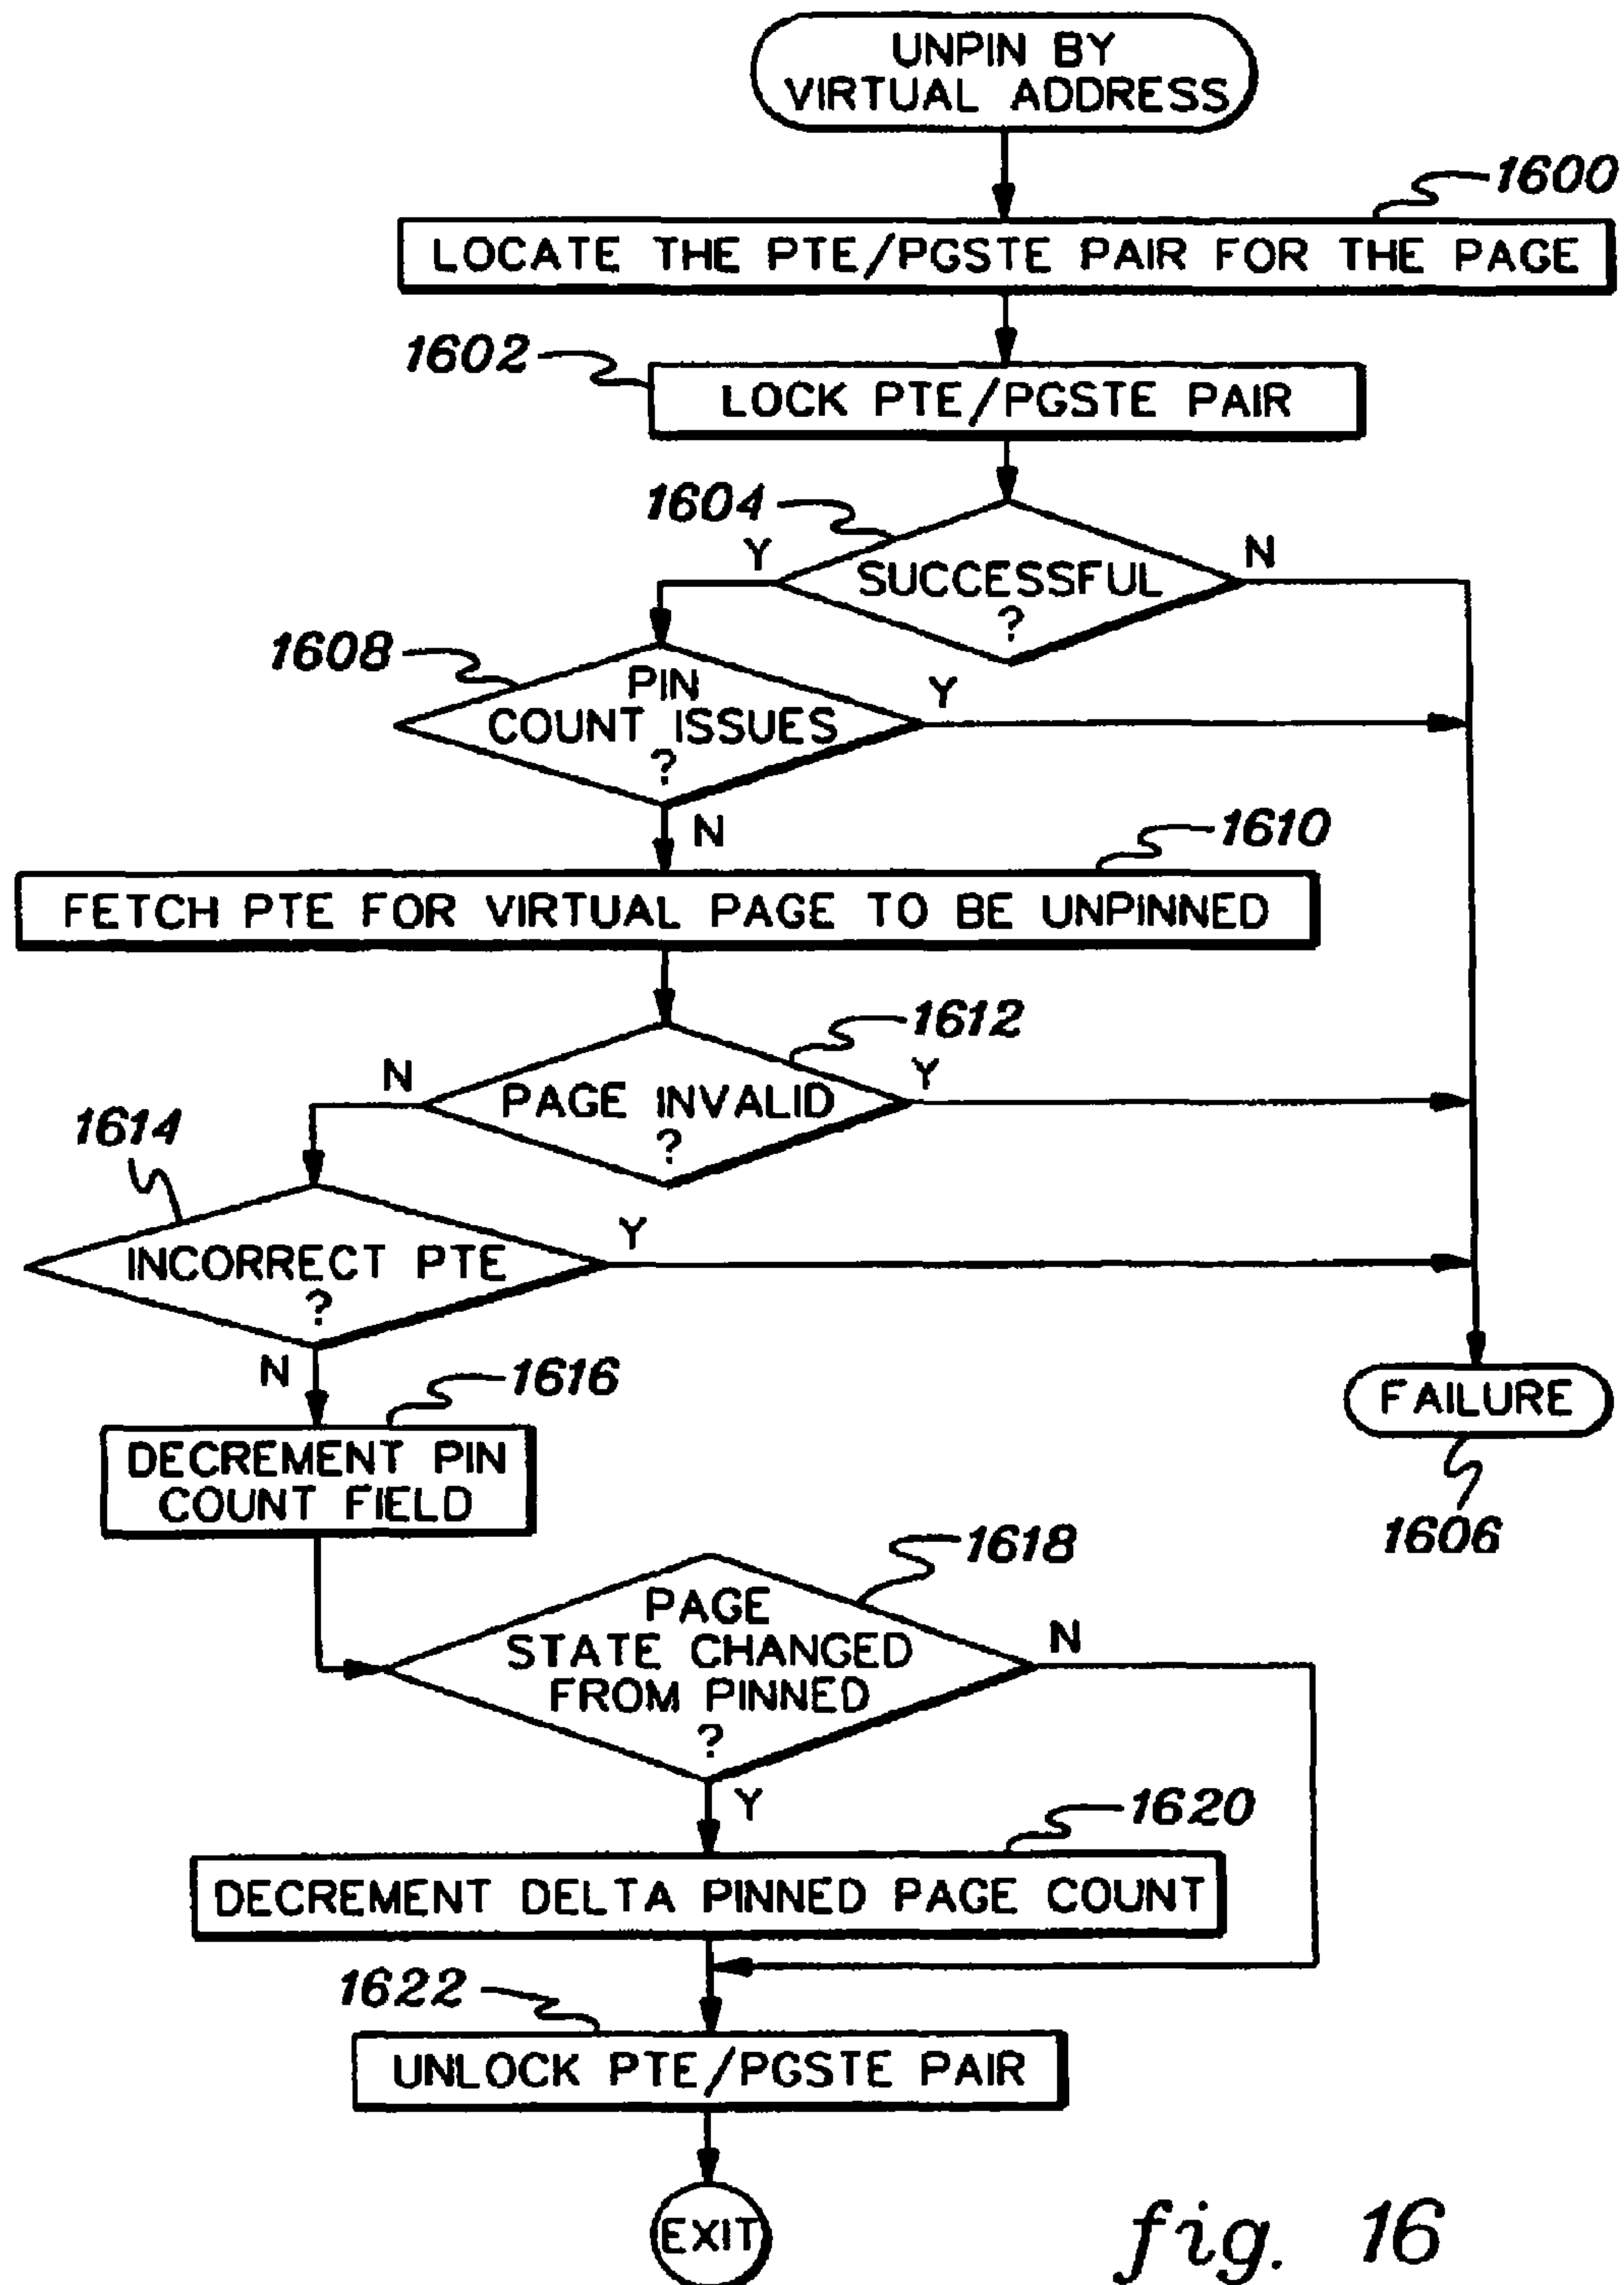 UNPIN BY
VIRTUAL ADDRESS
1600
LOCATE THE PTE/PGSTE PAIR FOR THE PAGE
1602
LOCK PTE/PGSTE PAIR
1604
Y
N
SUCCESSFUL
?
1608
PIN
COUNT ISSUES
?
Y
N
1610
FETCH PTE FOR VIRTUAL PAGE TO BE UNPINNED
1612
N
Y
PAGE INVALID
?
1614
INCORRECT PTE
?
Y
N
FAILURE
1606
1616
DECREMENT PIN
COUNT FIELD
1618
PAGE
STATE CHANGED
FROM PINNED
?
N
Y
1620
DECREMENT DELTA PINNED PAGE COUNT
1622
UNLOCK PTE/PGSTE PAIR
EXIT
fig. 16